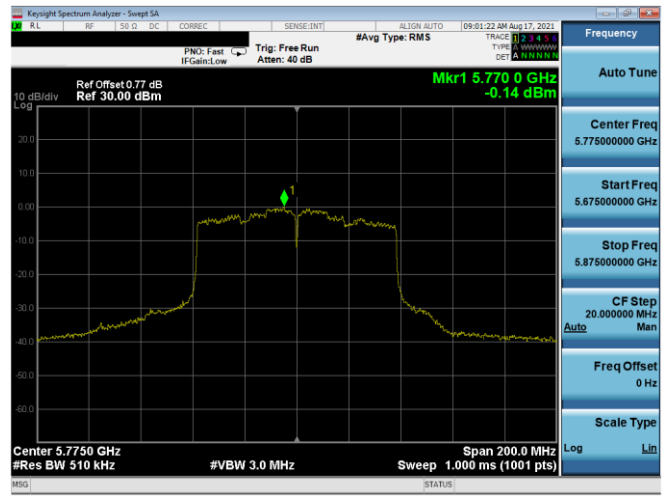 Keysight Spectrum Analyzer - Swept SA
RL RF 50 Ω DC CORREC SENSE:INT ALIGN AUTO 09:01:22 AM Aug 17, 2021
#Avg Type: RMS TRACE 1 2 3 4 5 6
PNO: Fast Trig: Free Run TYPE A WWWWW
IFGain:Low Atten: 40 dB DET A N N N N N
Mkr1 5.770 0 GHz
-0.14 dBm
Ref Offset 0.77 dB
10 dB/div Ref 30.00 dBm
Log
20.0
10.0
0.00
-10.0
-20.0
-30.0
-40.0
-50.0
-60.0
1
Center 5.7750 GHz Span 200.0 MHz
#Res BW 510 kHz #VBW 3.0 MHz Sweep 1.000 ms (1001 pts)
MSG STATUS
Frequency
Auto Tune
Center Freq
5.775000000 GHz
Start Freq
5.675000000 GHz
Stop Freq
5.875000000 GHz
CF Step
20.000000 MHz
Auto Man
Freq Offset
0 Hz
Scale Type
Log Lin